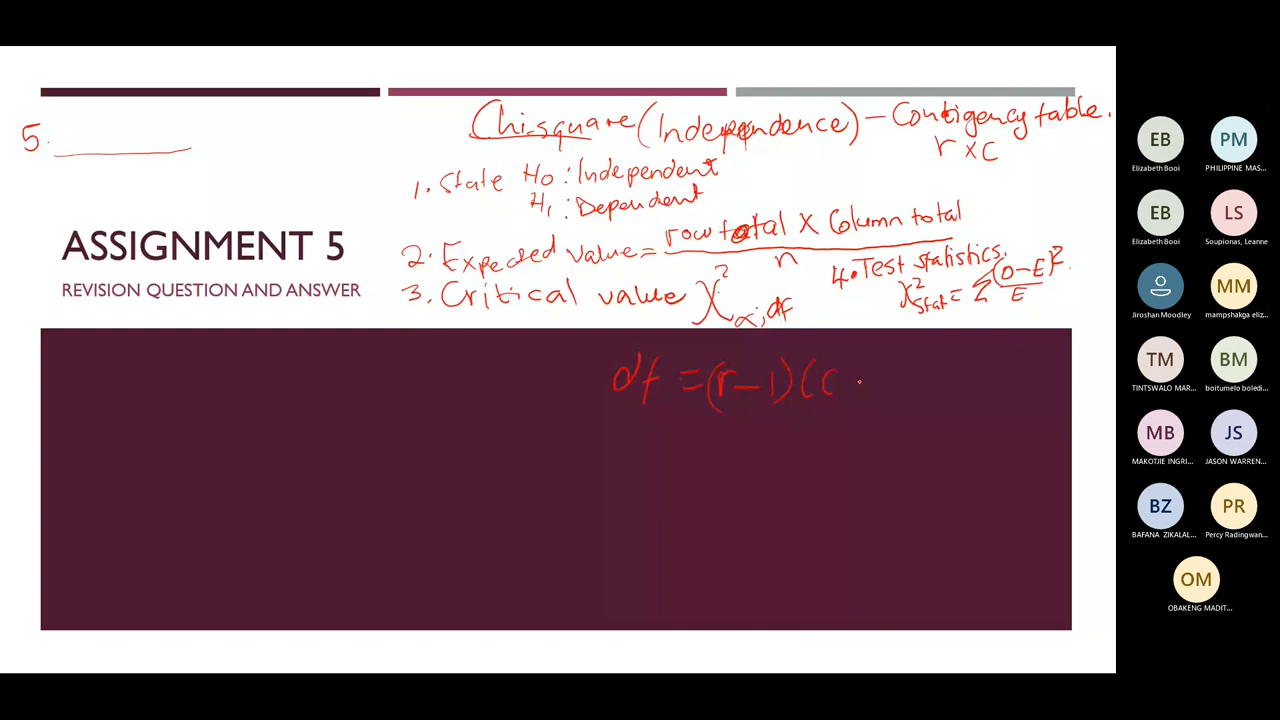 Chi-square (Independence) – Contigency table.
r x c
5.
1. State H0 : Independent
H1 : Dependent
ASSIGNMENT 5
REVISION QUESTION AND ANSWER
2. Expected value = row total X Column total
n
3. Critical value χ²α; df
4. Test statistics.
χ²stat = Σ (O–E)²
E
df = (r – 1)(c
EB
Elizabeth Booi
PM
PHILIPPINE MAS...
EB
Elizabeth Booi
LS
Soupionas, Leanne
Jiroshan Moodley
MM
mampshakga eliz...
TM
TINTSWALO MAR...
BM
boitumelo boledi...
MB
MAKOTJIE INGRI...
JS
JASON WARREN...
BZ
BAFANA ZIKALAL...
PR
Percy Radingwan...
OM
OBAKENG MADIT...